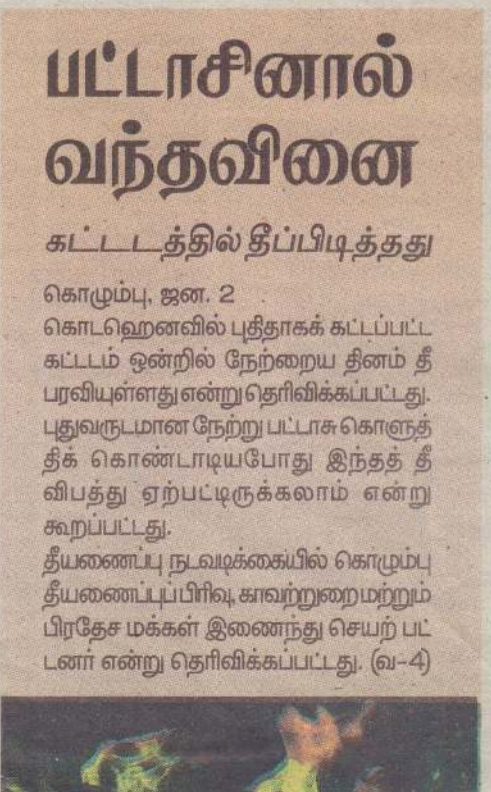 பட்டாசினால்
வந்தவினை
கட்டடத்தில் தீப்பிடித்தது
கொழும்பு, ஜன. 2
கொடஹெனவில் புதிதாகக் கட்டப்பட்ட
கட்டடம் ஒன்றில் நேற்றைய தினம் தீ
பரவியுள்ளது என்று தெரிவிக்கப்பட்டது.
புதுவருடமான நேற்று பட்டாசு கொளுத்
திக் கொண்டாடியபோது இந்தத் தீ
விபத்து ஏற்பட்டிருக்கலாம் என்று
கூறப்பட்டது.
தீயணைப்பு நடவடிக்கையில் கொழும்பு
தீயணைப்புப் பிரிவு, காவற்றுறை மற்றும்
பிரதேச மக்கள் இணைந்து செயற் பட்
டனர் என்று தெரிவிக்கப்பட்டது. (வ-4)